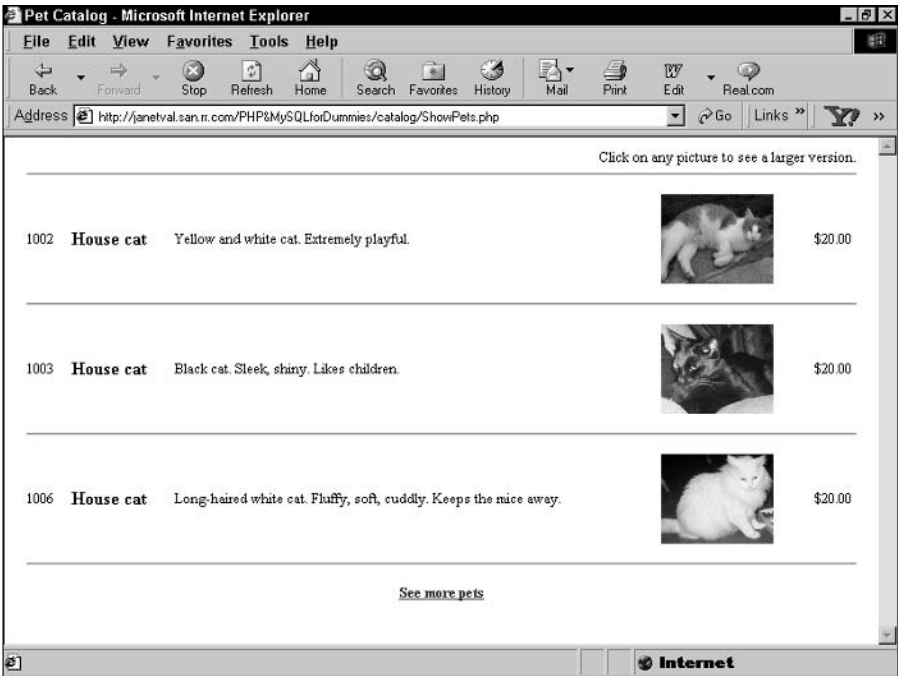 Pet Catalog - Microsoft Internet Explorer
File Edit View Favorites Tools Help
Back Forward Stop Refresh Home Search Favorites History Mail Print Edit Real.com
Address http://janetval.san.rr.com/PHP&MySQLforDummies/catalog/ShowPets.php Go Links »
Click on any picture to see a larger version.
1002 House cat Yellow and white cat. Extremely playful. $20.00
1003 House cat Black cat. Sleek, shiny. Likes children. $20.00
1006 House cat Long-haired white cat. Fluffy, soft, cuddly. Keeps the mice away. $20.00
See more pets
Internet